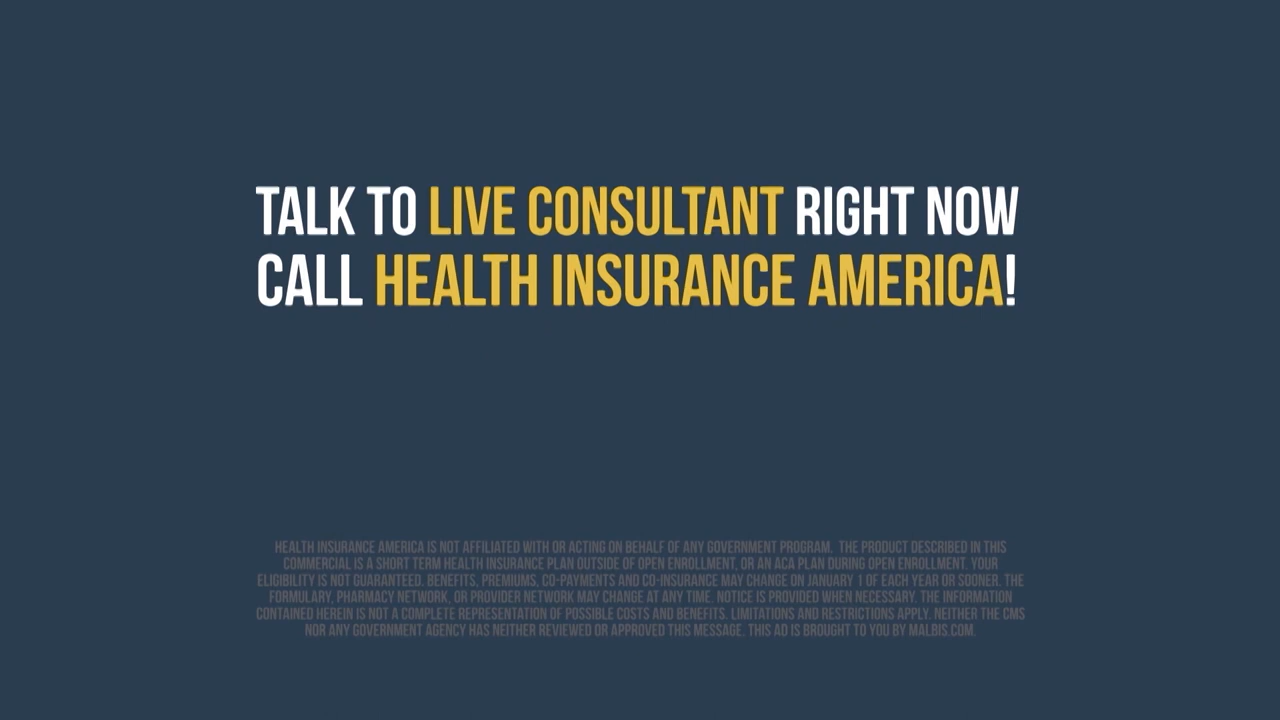 TALK TO LIVE CONSULTANT RIGHT NOW
CALL HEALTH INSURANCE AMERICA!
HEALTH INSURANCE AMERICA IS NOT AFFILIATED WITH OR ACTING ON BEHALF OF ANY GOVERNMENT PROGRAM. THE PRODUCT DESCRIBED IN THIS
COMMERCIAL IS A SHORT TERM HEALTH INSURANCE PLAN OUTSIDE OF OPEN ENROLLMENT, OR AN ACA PLAN DURING OPEN ENROLLMENT. YOUR
ELIGIBILITY IS NOT GUARANTEED. BENEFITS, PREMIUMS, CO-PAYMENTS AND CO-INSURANCE MAY CHANGE ON JANUARY 1 OF EACH YEAR OR SOONER. THE
FORMULARY, PHARMACY NETWORK, OR PROVIDER NETWORK MAY CHANGE AT ANY TIME. NOTICE IS PROVIDED WHEN NECESSARY. THE INFORMATION
CONTAINED HEREIN IS NOT A COMPLETE REPRESENTATION OF POSSIBLE COSTS AND BENEFITS. LIMITATIONS AND RESTRICTIONS APPLY. NEITHER THE CMS
NOR ANY GOVERNMENT AGENCY HAS NEITHER REVIEWED OR APPROVED THIS MESSAGE. THIS AD IS BROUGHT TO YOU BY MALBIS.COM.